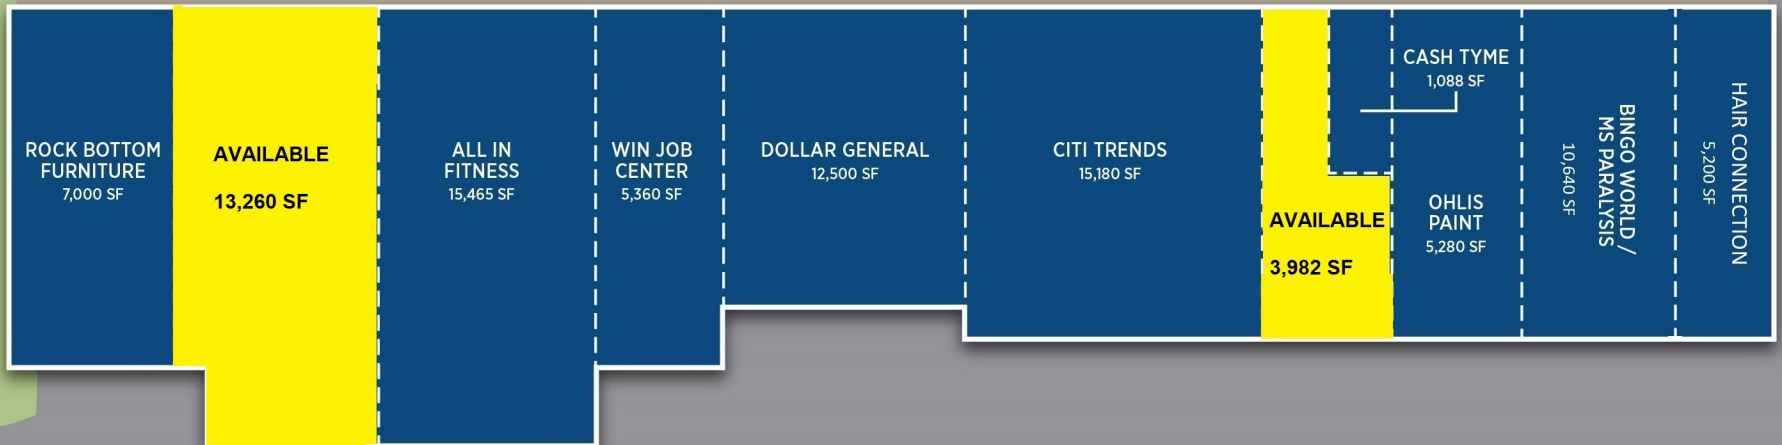 ROCK BOTTOM
FURNITURE
7,000 SF
AVAILABLE
13,260 SF
ALL IN
FITNESS
15,465 SF
WIN JOB
CENTER
5,360 SF
DOLLAR GENERAL
12,500 SF
CITI TRENDS
15,180 SF
AVAILABLE
3,982 SF
CASH TYME
1,088 SF
OHLIS
PAINT
5,280 SF
BINGO WORLD /
MS PARALYSIS
10,640 SF
HAIR CONNECTION
5,200 SF